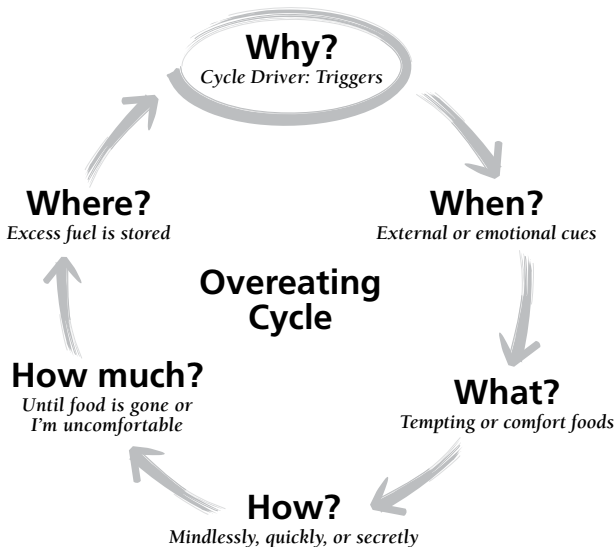 Why?
Cycle Driver: Triggers
When?
External or emotional cues
What?
Tempting or comfort foods
How?
Mindlessly, quickly, or secretly
How much?
Until food is gone or
I'm uncomfortable
Where?
Excess fuel is stored
Overeating
Cycle